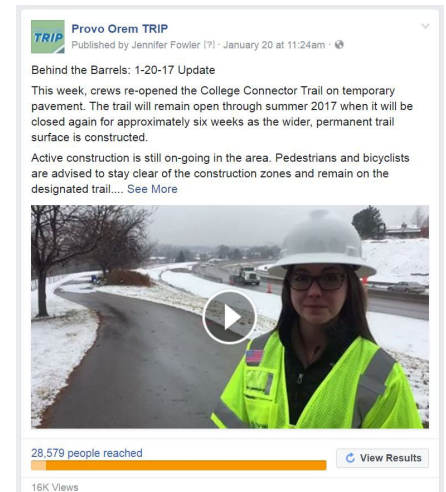 TRIP
Provo Orem TRIP
Published by Jennifer Fowler [?] · January 20 at 11:24am ·
Behind the Barrels: 1-20-17 Update
This week, crews re-opened the College Connector Trail on temporary
pavement. The trail will remain open through summer 2017 when it will be
closed again for approximately six weeks as the wider, permanent trail
surface is constructed.
Active construction is still on-going in the area. Pedestrians and bicyclists
are advised to stay clear of the construction zones and remain on the
designated trail.... See More
28,579 people reached
View Results
16K Views